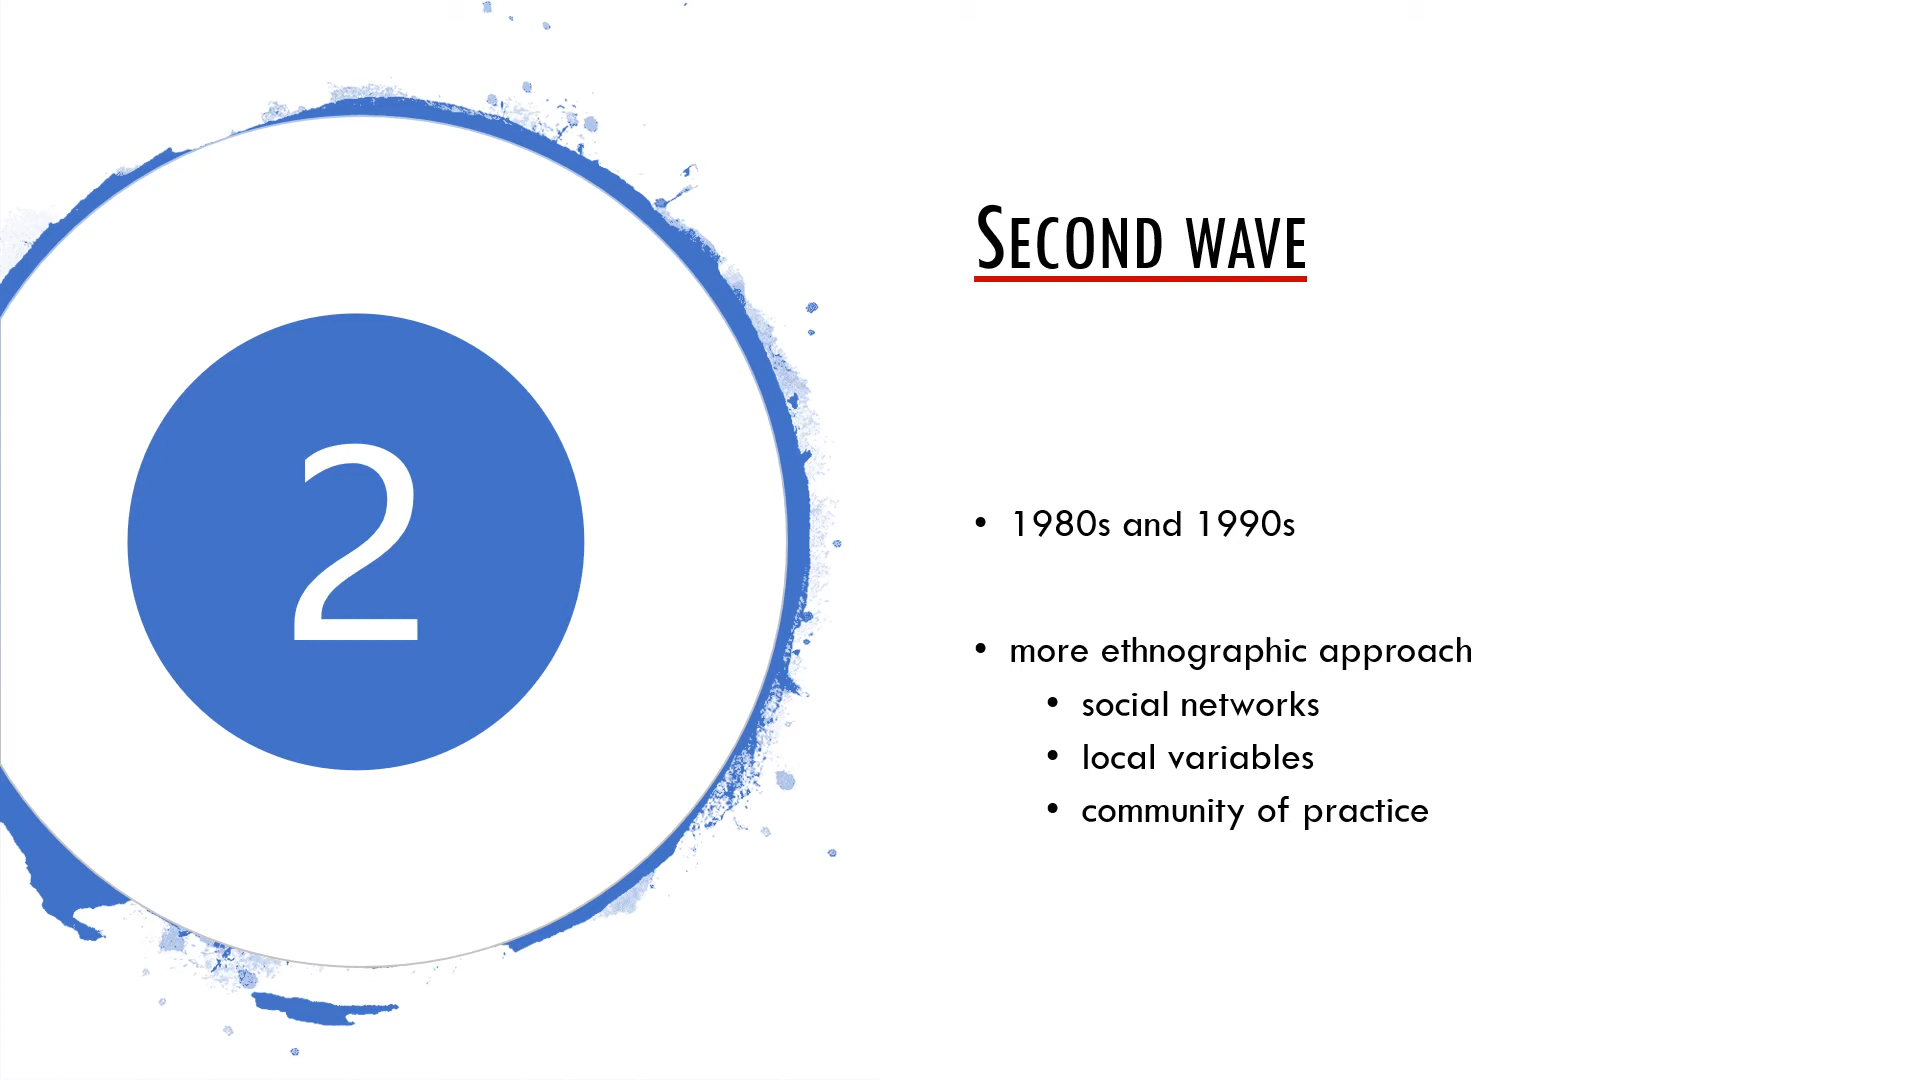 2
Second wave
• 1980s and 1990s
• more ethnographic approach
• social networks
• local variables
• community of practice